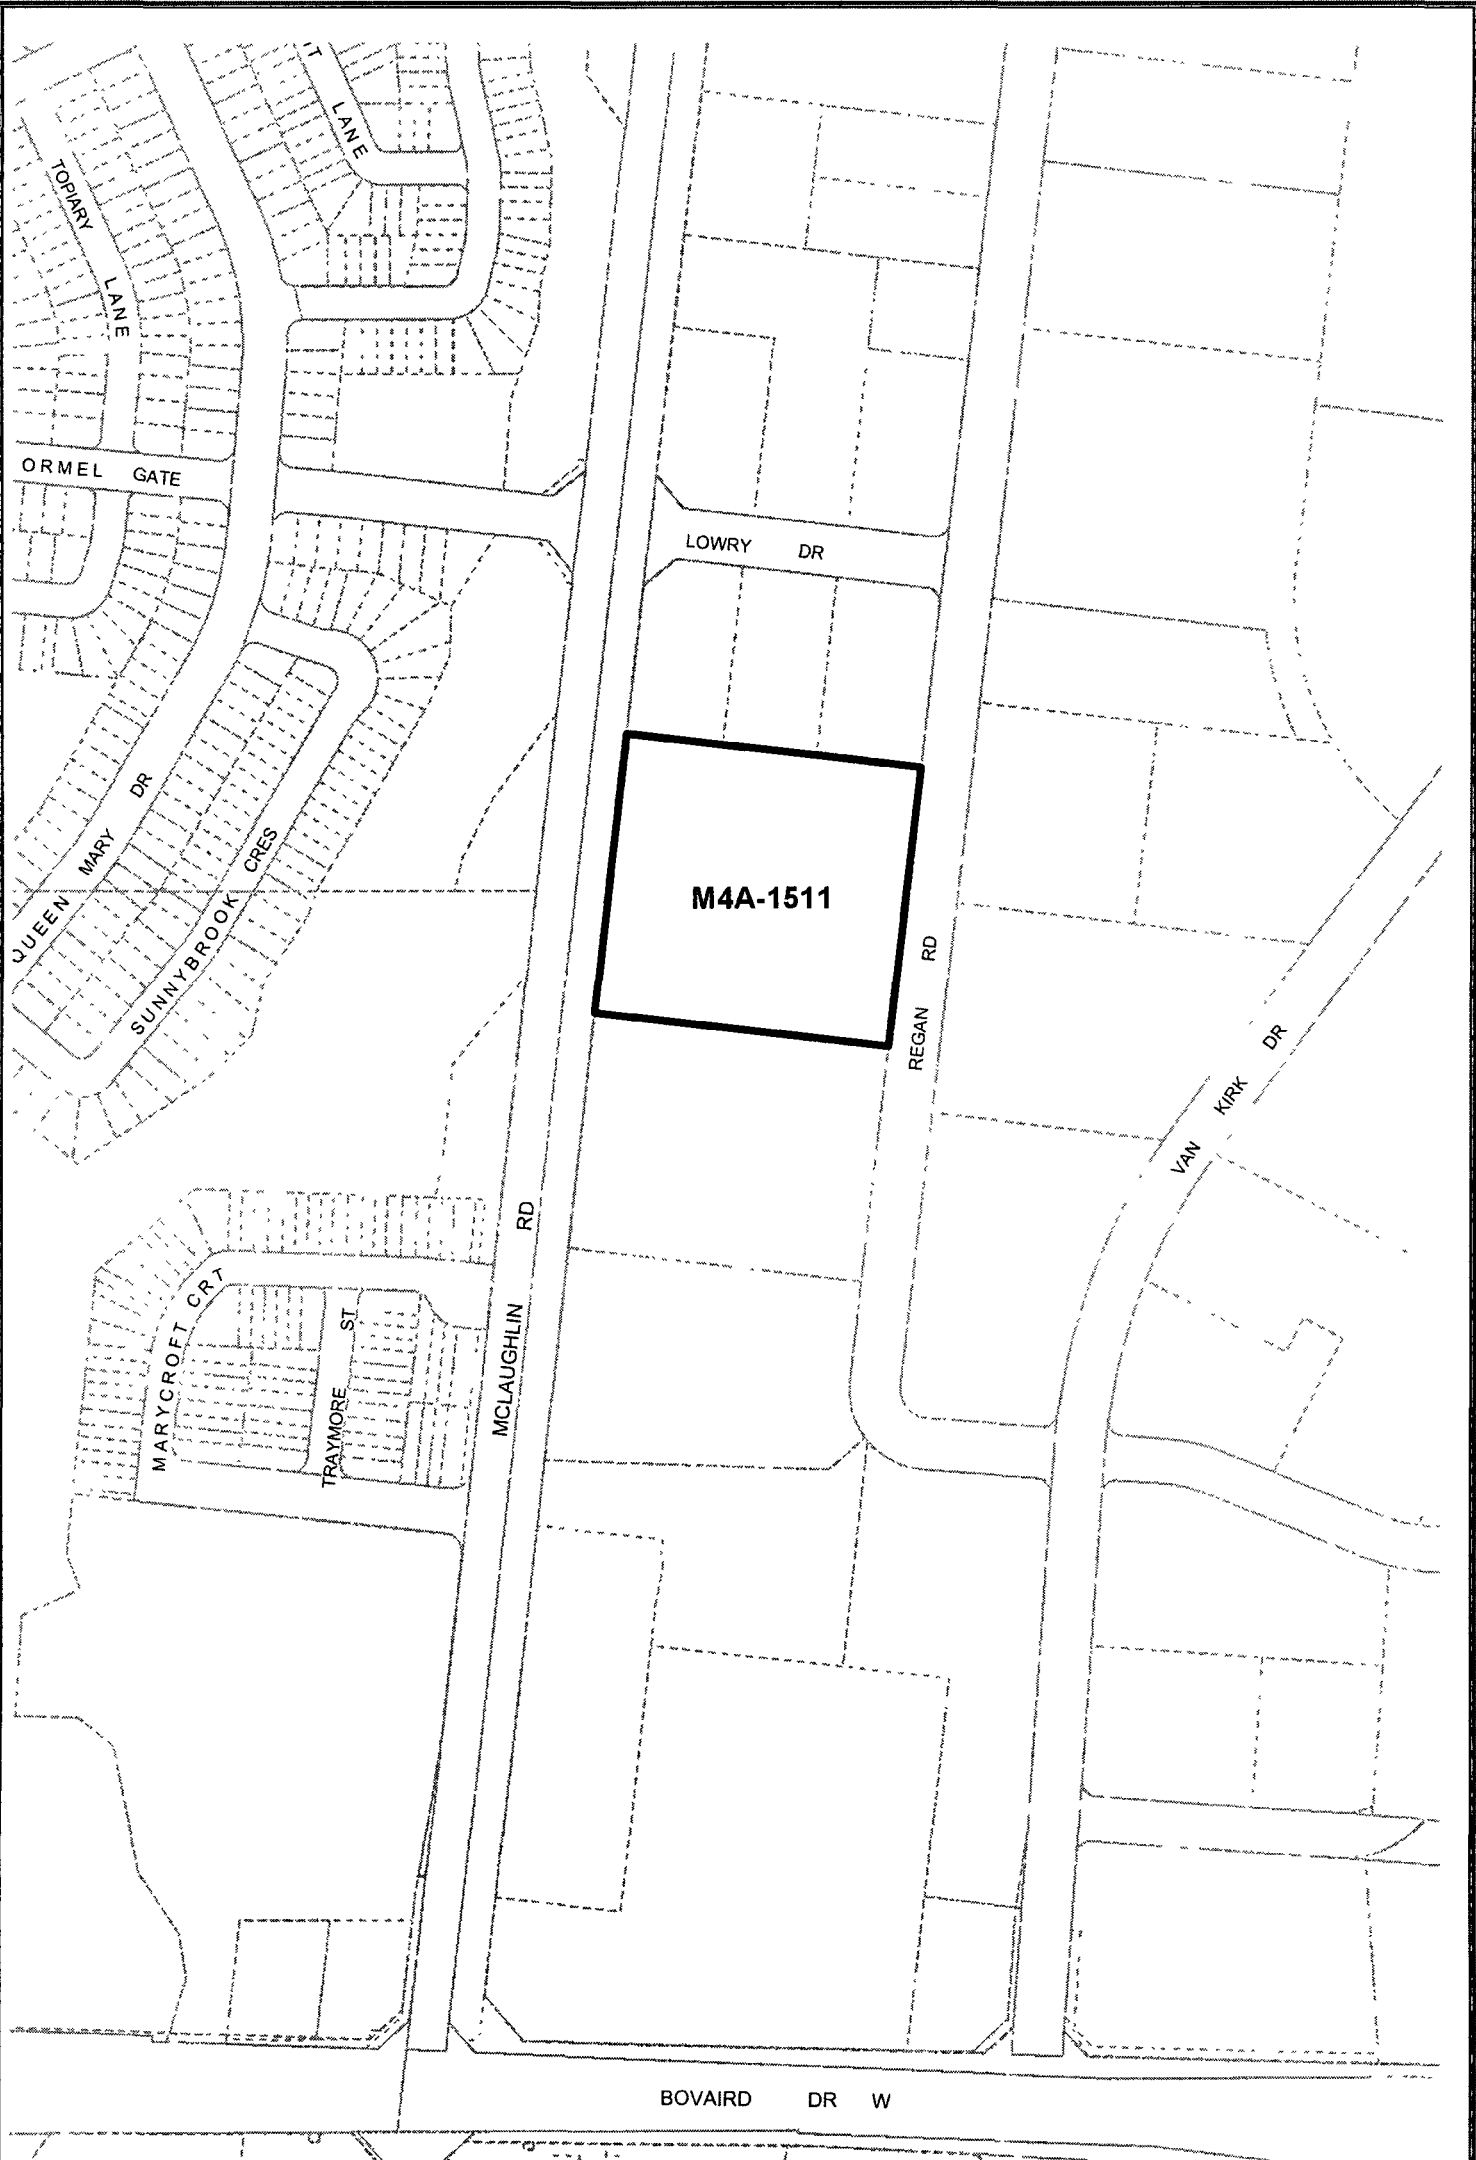 T LANE
TOPIARY LANE
ORMEL GATE
LOWRY DR
QUEEN MARY DR
SUNNYBROOK CRES
M4A-1511
REGAN RD
VAN KIRK DR
MCLAUGHLIN RD
MARYCROFT CRT
TRAYMORE ST
BOVAIRD DR W